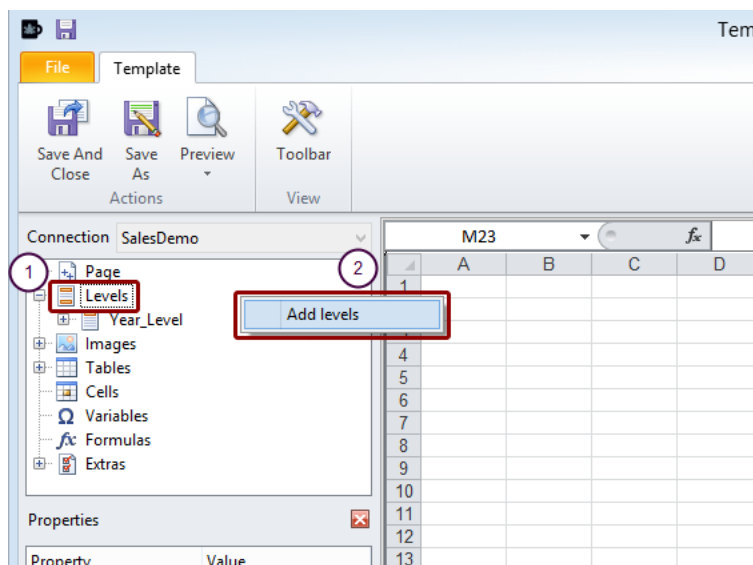 Tem
File Template
Save And Close
Save As
Preview
Toolbar
Actions
View
Connection SalesDemo
M23
fx
1
2
Page
Levels
Year_Level
Images
Tables
Cells
Ω Variables
fx Formulas
Extras
Add levels
A B C D
1
4
5
6
7
8
9
10
11
12
13
Properties
Property Value